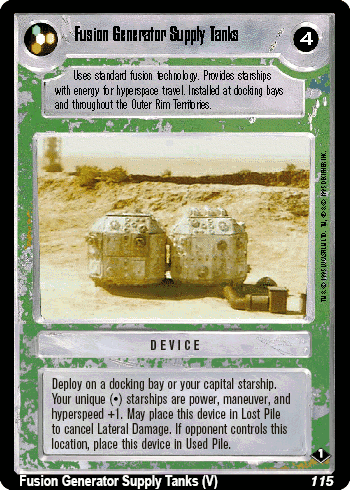 Fusion Generator Supply Tanks
4
Uses standard fusion technology. Provides starships
with energy for hyperspace travel. Installed at docking bays
and throughout the Outer Rim Territories.
DEVICE
Deploy on a docking bay or your capital starship.
Your unique (•) starships are power, maneuver, and
hyperspeed +1. May place this device in Lost Pile
to cancel Lateral Damage. If opponent controls this
location, place this device in Used Pile.
1
Fusion Generator Supply Tanks (V)
115